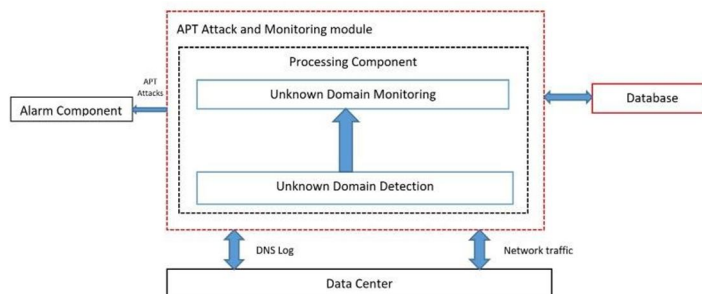 APT Attack and Monitoring module
Processing Component
Unknown Domain Monitoring
APT
Attacks
Alarm Component
Database
Unknown Domain Detection
DNS Log
Network traffic
Data Center